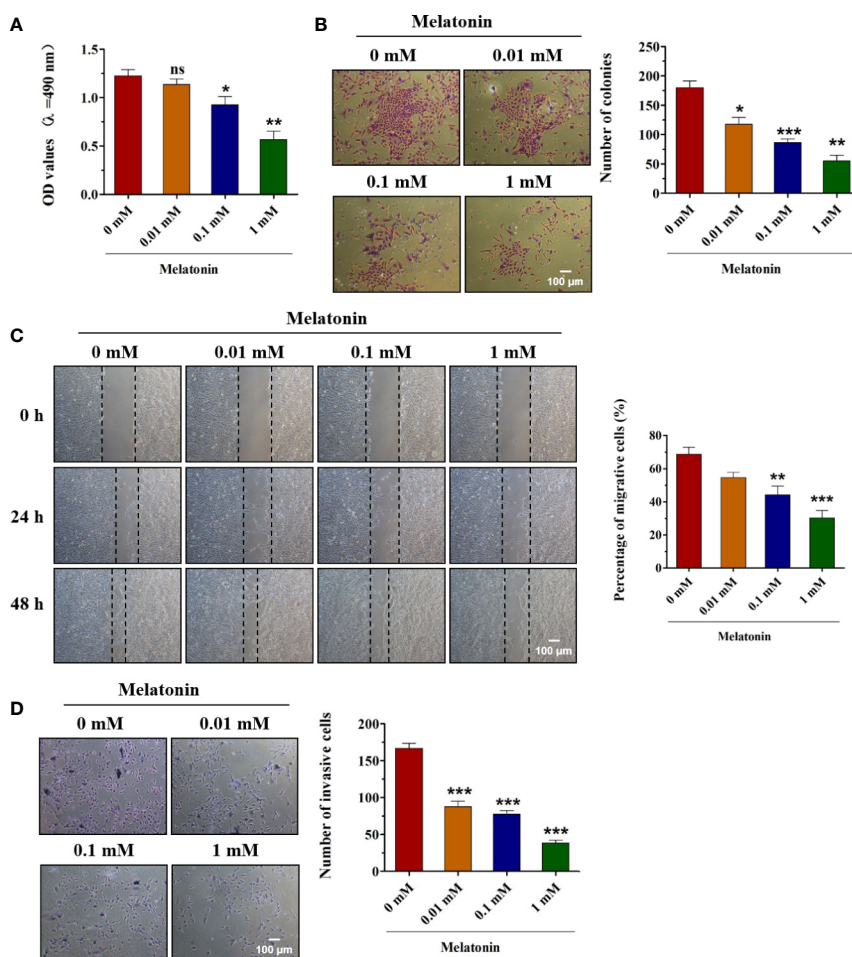 A
OD values (λ =490 nm)
1.5
1.0
0.5
0.0
ns
*
**
0 mM
0.01 mM
0.1 mM
1 mM
Melatonin
B
Melatonin
0 mM
0.01 mM
0.1 mM
1 mM
100 μm
Number of colonies
250
200
150
100
50
0
*
***
**
0 mM
0.01 mM
0.1 mM
1 mM
Melatonin
C
Melatonin
0 mM
0.01 mM
0.1 mM
1 mM
0 h
24 h
48 h
100 μm
Percentage of migrative cells (%)
80
60
40
20
0
**
***
0 mM
0.01 mM
0.1 mM
1 mM
Melatonin
D
Melatonin
0 mM
0.01 mM
0.1 mM
1 mM
100 μm
Number of invasive cells
200
150
100
50
0
***
***
***
0 mM
0.01 mM
0.1 mM
1 mM
Melatonin